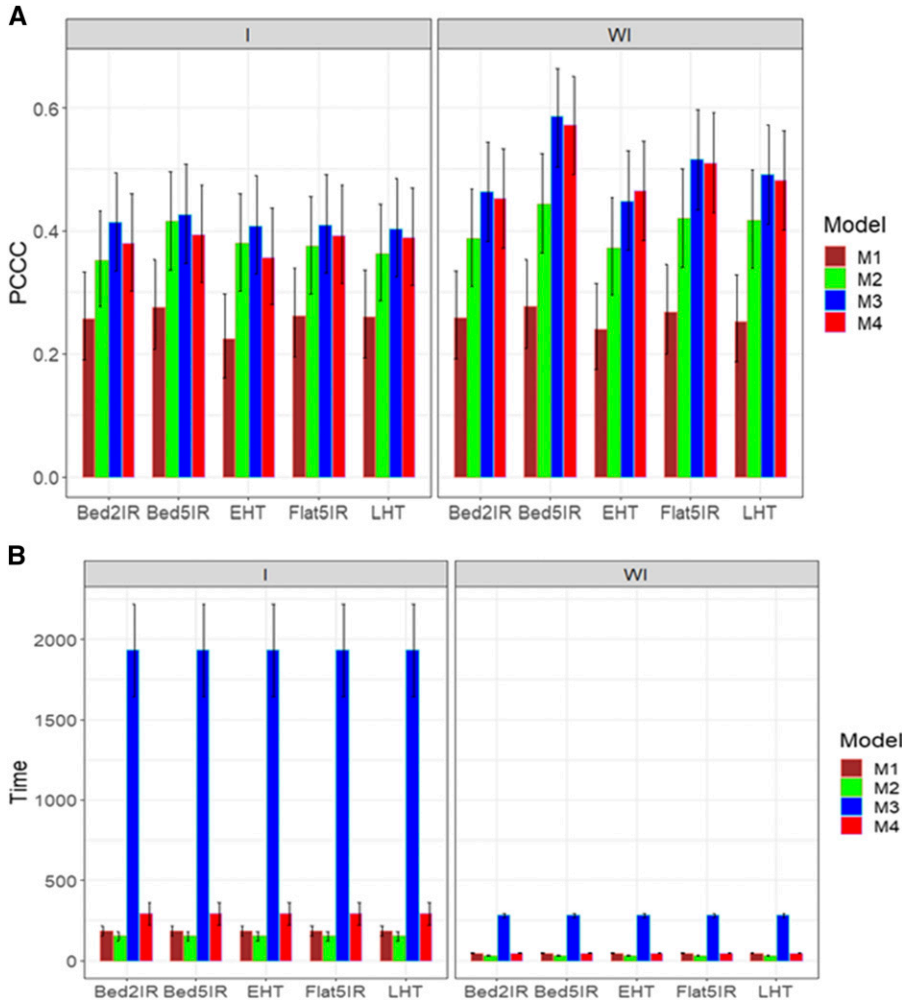 A
I WI
PCCC
0.6
0.4
0.2
0.0
Bed2IR Bed5IR EHT Flat5IR LHT Bed2IR Bed5IR EHT Flat5IR LHT
Model
M1
M2
M3
M4
B
I WI
Time
2000
1500
1000
500
0
Bed2IR Bed5IR EHT Flat5IR LHT Bed2IR Bed5IR EHT Flat5IR LHT
Model
M1
M2
M3
M4